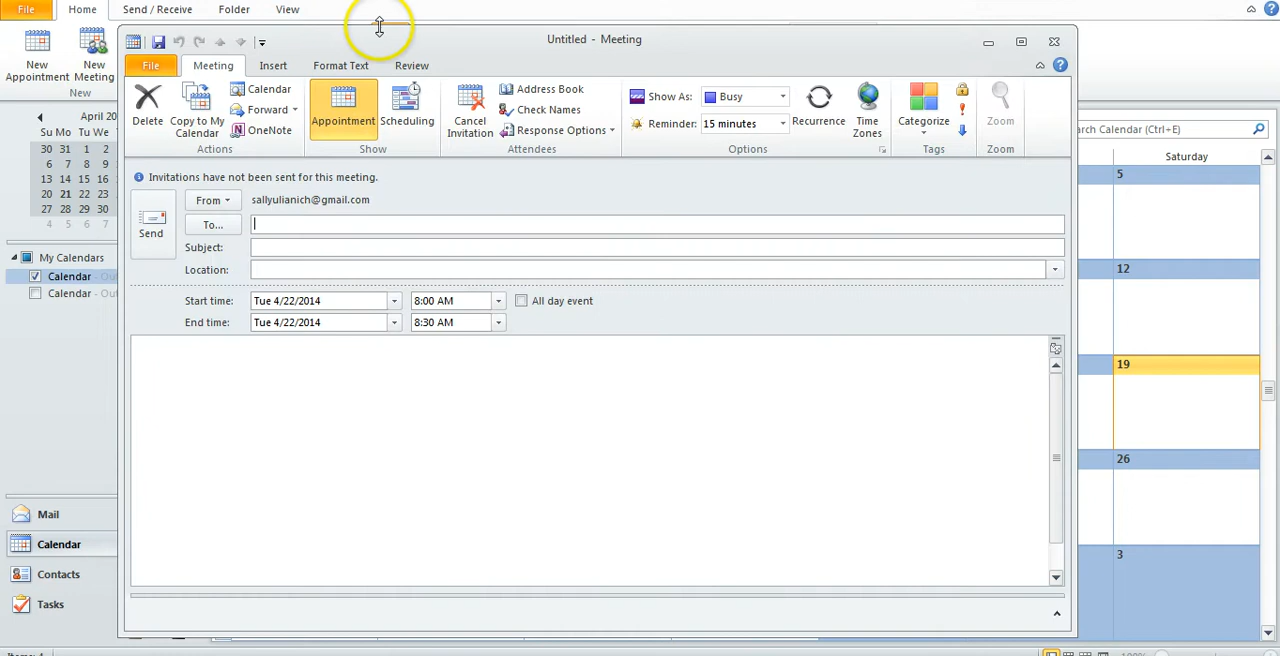 File Home Send / Receive Folder View
New Appointment
New Meeting
New
April 20
Su Mo Tu We
30 31 1 2
6 7 8 9
13 14 15 16
20 21 22 23
27 28 29 30
4 5 6 7
My Calendars
Calendar - Ou
Calendar - Ou
Mail
Calendar
Contacts
Tasks
Untitled - Meeting
File Meeting Insert Format Text Review
Delete
Copy to My Calendar
Calendar
Forward
OneNote
Actions
Appointment
Scheduling
Show
Cancel Invitation
Address Book
Check Names
Response Options
Attendees
Show As: Busy
Reminder: 15 minutes
Recurrence
Time Zones
Options
Categorize
Tags
Zoom
Zoom
Invitations have not been sent for this meeting.
Send
From
sallyulianich@gmail.com
To...
Subject:
Location:
Start time: Tue 4/22/2014 8:00 AM All day event
End time: Tue 4/22/2014 8:30 AM
arch Calendar (Ctrl+E)
Saturday
5
12
19
26
3